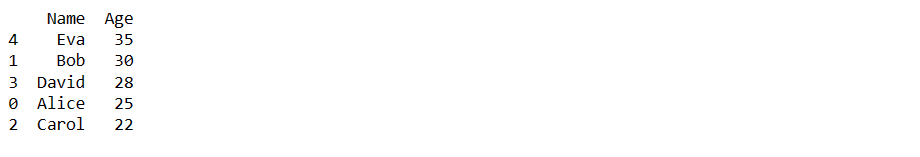 Name Age
4 Eva 35
1 Bob 30
3 David 28
0 Alice 25
2 Carol 22